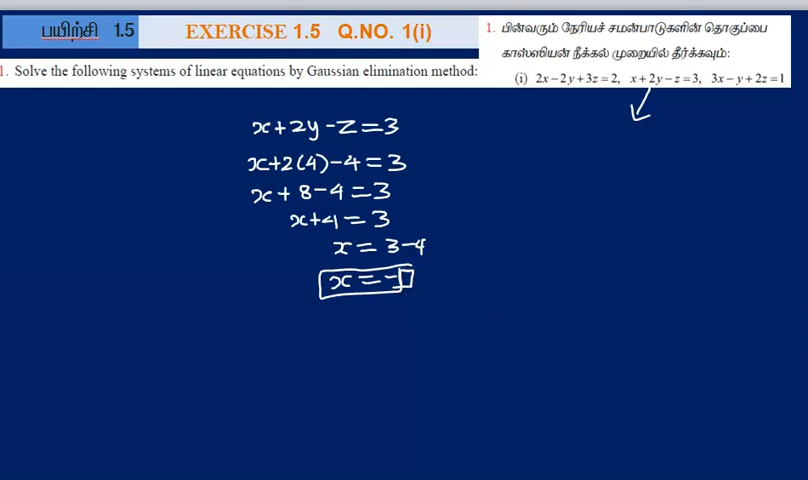 பயிற்சி 1.5
EXERCISE 1.5 Q.NO. 1(i)
1. பின்வரும் நேரியச் சமன்பாடுகளின் தொகுப்பை
காஸ்ஸியன் நீக்கல் முறையில் தீர்க்கவும்:
(i) 2x−2y+3z=2, x+2y−z=3, 3x−y+2z=1
1. Solve the following systems of linear equations by Gaussian elimination method:
x+2y−z=3
x+2(4)−4=3
x+8−4=3
x+4=3
x=3−4
x=−1